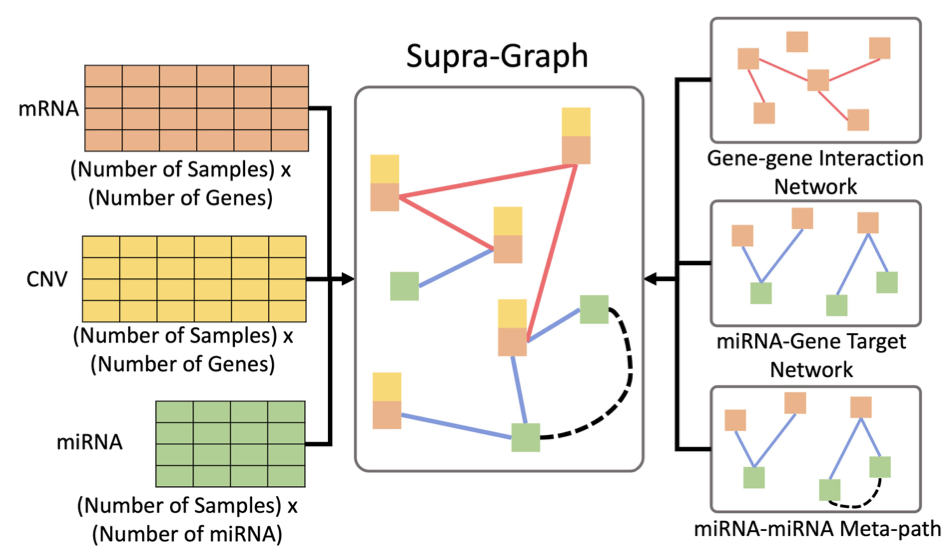 Supra-Graph
mRNA
(Number of Samples) x
(Number of Genes)
CNV
(Number of Samples) x
(Number of Genes)
miRNA
(Number of Samples) x
(Number of miRNA)
Gene-gene Interaction
Network
miRNA-Gene Target
Network
miRNA-miRNA Meta-path